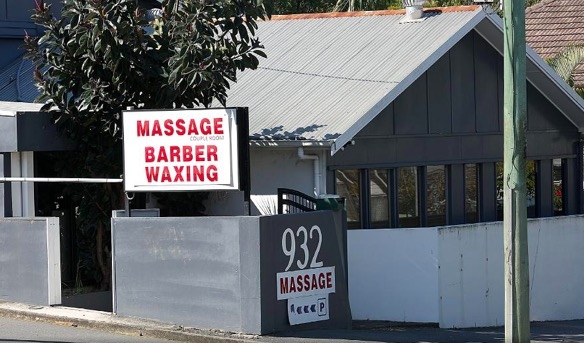 MASSAGE
COUPLE ROOM
BARBER
WAXING
932
MASSAGE
P